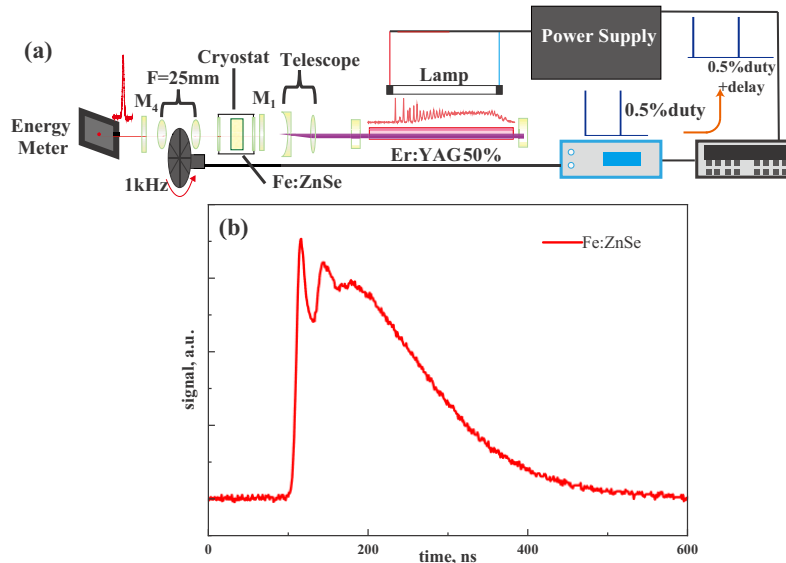 (a)
Cryostat
Telescope
F=25mm
M4
M1
Energy
Meter
1kHz
Fe:ZnSe
Lamp
Er:YAG50%
Power Supply
0.5%duty
0.5%duty
+delay
(b)
Fe:ZnSe
signal, a.u.
0
200
400
600
time, ns